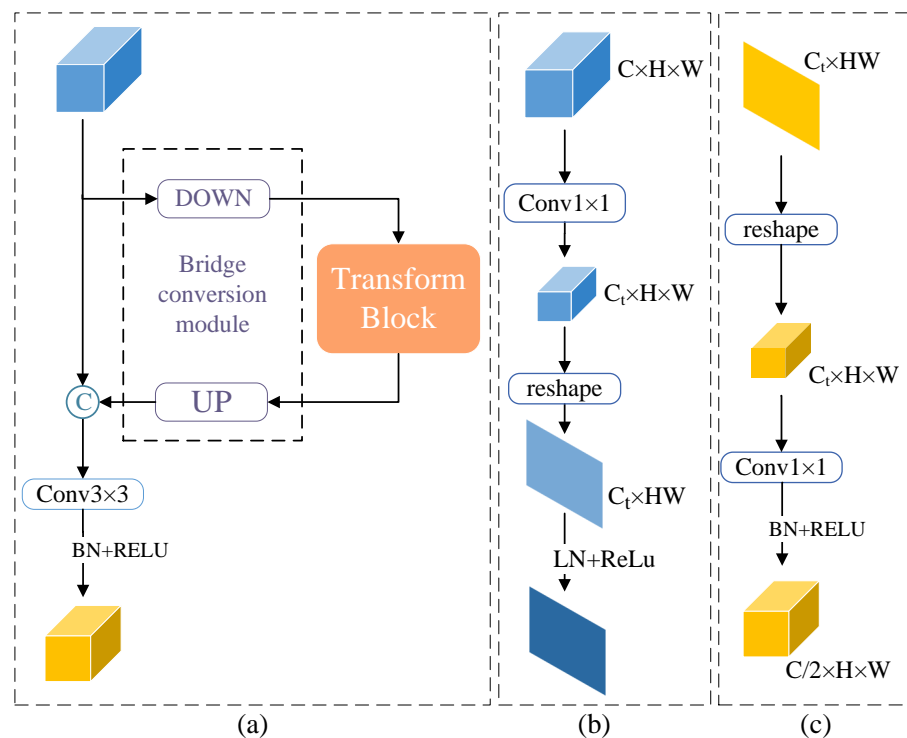 DOWN
Bridge
conversion
module
Transform
Block
UP
C
Conv3×3
BN+RELU
(a)
C×H×W
Conv1×1
Cₜ×H×W
reshape
Cₜ×HW
LN+ReLu
(b)
Cₜ×HW
reshape
Cₜ×H×W
Conv1×1
BN+RELU
C/2×H×W
(c)